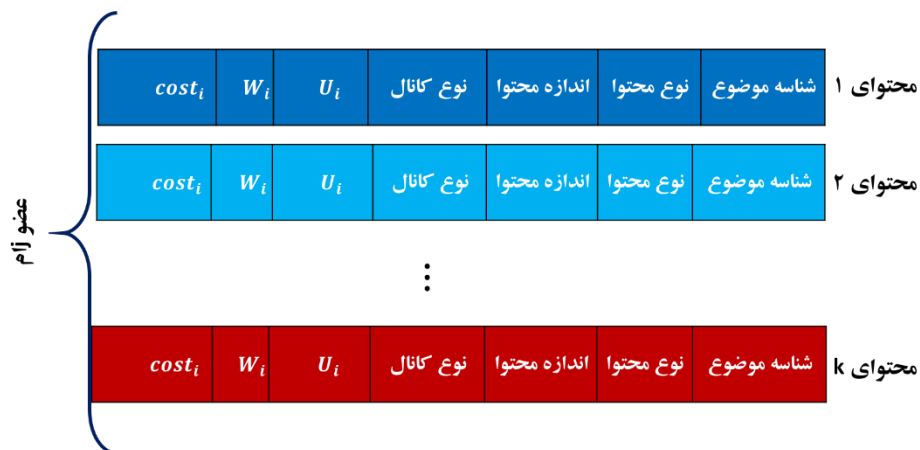 محتوای ۱ شناسه موضوع نوع محتوا اندازه محتوا نوع کانال U_i W_i cost_i
محتوای ۲ شناسه موضوع نوع محتوا اندازه محتوا نوع کانال U_i W_i cost_i
عضو زام
⋮
محتوای k شناسه موضوع نوع محتوا اندازه محتوا نوع کانال U_i W_i cost_i